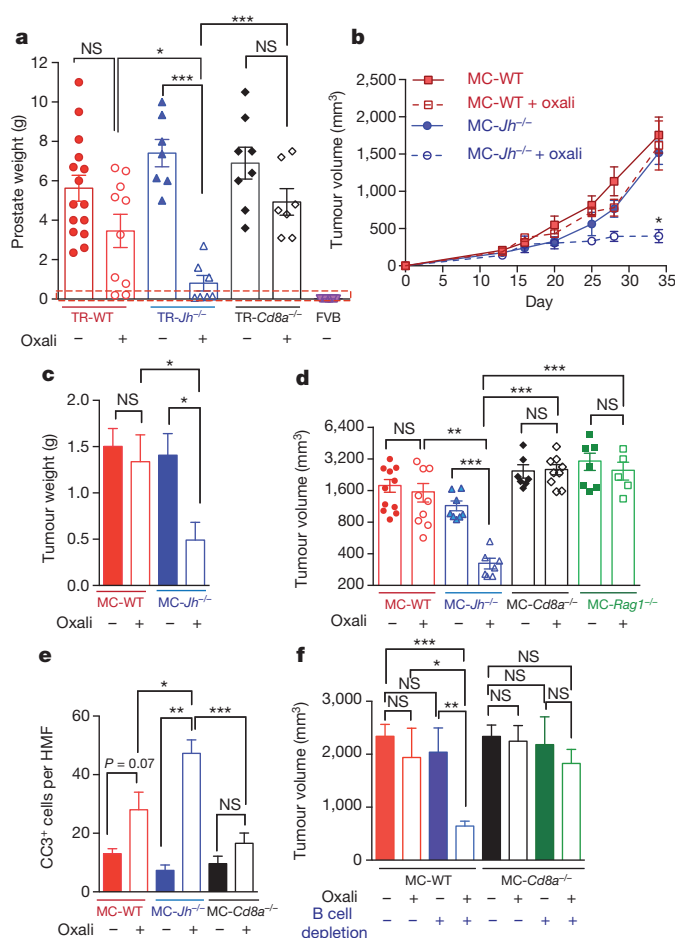 a
NS
*
***
***
NS
Prostate weight (g)
12
10
8
6
4
2
0
TR-WT
TR-Jh–/–
TR-Cd8a–/–
FVB
Oxali
– + – + – + –
b
Tumour volume (mm3)
2,500
2,000
1,500
1,000
500
0
MC-WT
MC-WT + oxali
MC-Jh–/–
MC-Jh–/– + oxali
*
0 5 10 15 20 25 30 35
Day
c
*
NS
*
Tumour weight (g)
2.0
1.5
1.0
0.5
0.0
MC-WT
MC-Jh–/–
Oxali
– + – +
d
***
***
NS
**
NS
NS
***
Tumour volume (mm3)
6,400
3,200
1,600
800
400
200
MC-WT
MC-Jh–/–
MC-Cd8a–/–
MC-Rag1–/–
Oxali
– + – + – + – +
e
*
**
***
P = 0.07
NS
CC3+ cells per HMF
60
40
20
0
MC-WT
MC-Jh–/–
MC-Cd8a–/–
Oxali
– + – + – +
f
***
*
NS
NS
**
NS
NS
NS
NS
Tumour volume (mm3)
3,000
2,000
1,000
0
MC-WT
MC-Cd8a–/–
Oxali
– + – + – + – +
B cell
depletion
– – + + – – + +